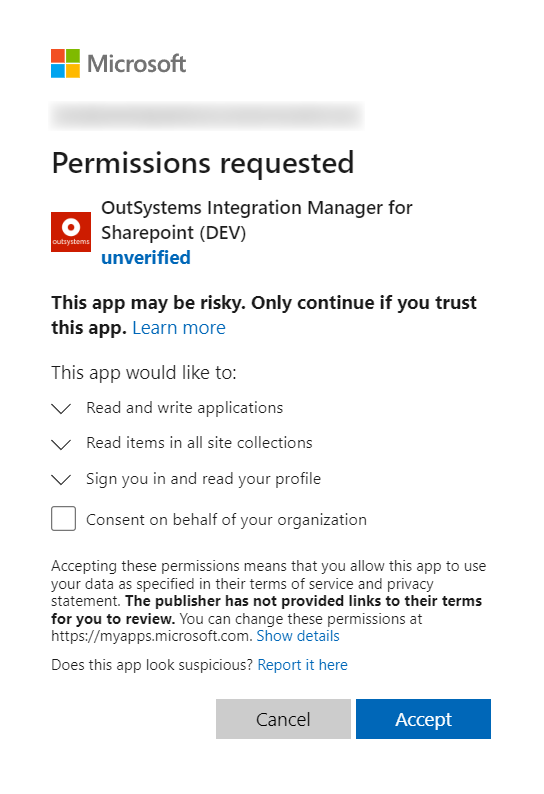 Microsoft
Permissions requested
OutSystems Integration Manager for
Sharepoint (DEV)
outsystems
unverified
This app may be risky. Only continue if you trust
this app. Learn more
This app would like to:
Read and write applications
Read items in all site collections
Sign you in and read your profile
Consent on behalf of your organization
Accepting these permissions means that you allow this app to use
your data as specified in their terms of service and privacy
statement. The publisher has not provided links to their terms
for you to review. You can change these permissions at
https://myapps.microsoft.com. Show details
Does this app look suspicious? Report it here
Cancel
Accept